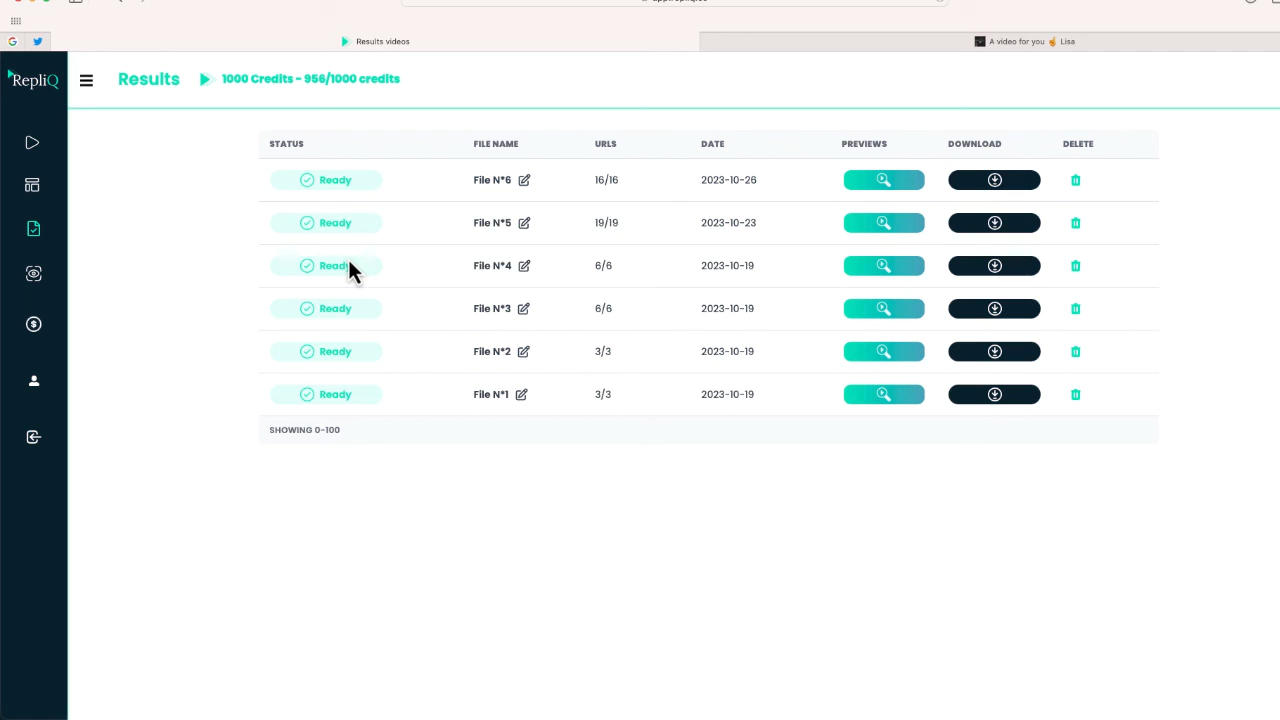 Results videos
A video for you ☝ Lisa
RepliQ
Results
1000 Credits - 956/1000 credits
STATUS FILE NAME URLS DATE PREVIEWS DOWNLOAD DELETE
Ready File N°6 16/16 2023-10-26
Ready File N°5 19/19 2023-10-23
Ready File N°4 6/6 2023-10-19
Ready File N°3 6/6 2023-10-19
Ready File N°2 3/3 2023-10-19
Ready File N°1 3/3 2023-10-19
SHOWING 0-100